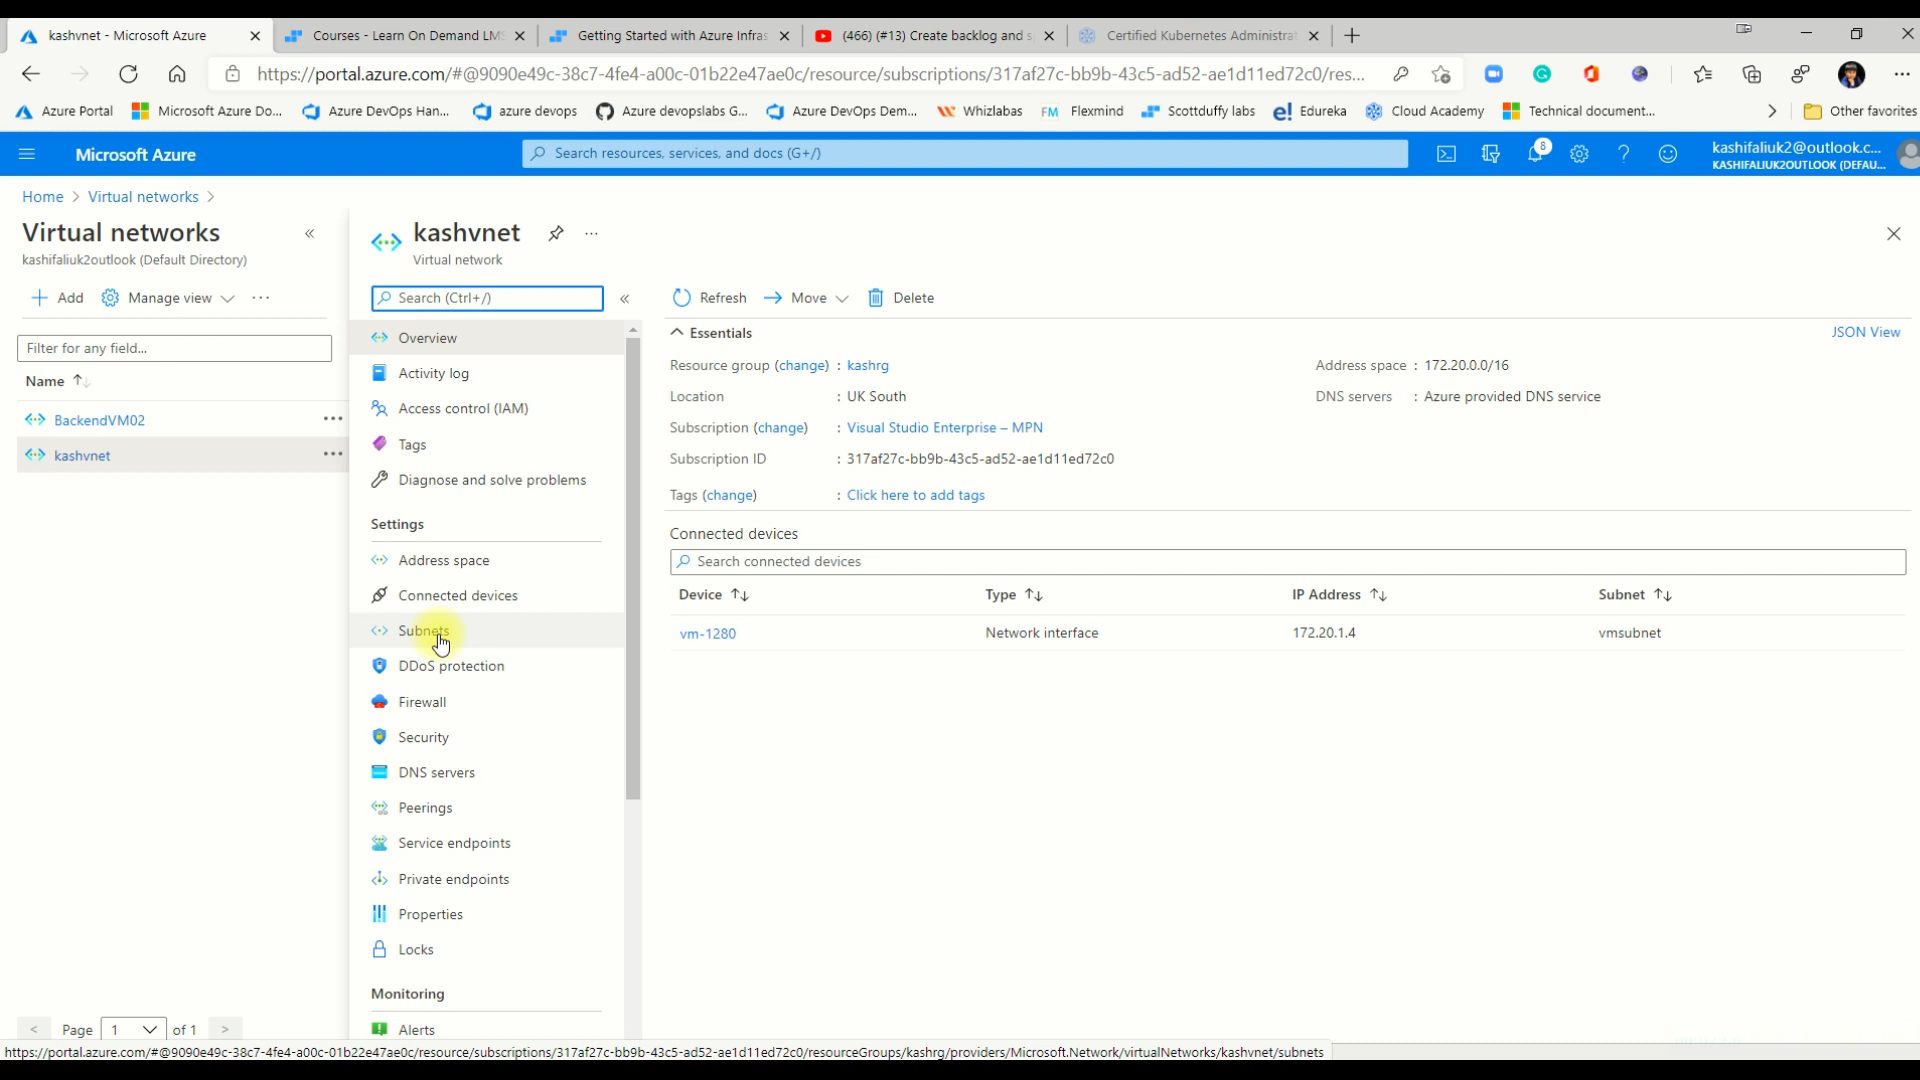 kashvnet - Microsoft Azure
Courses - Learn On Demand LMS
Getting Started with Azure Infras
(466) (#13) Create backlog and s
Certified Kubernetes Administrat
https://portal.azure.com/#@9090e49c-38c7-4fe4-a00c-01b22e47ae0c/resource/subscriptions/317af27c-bb9b-43c5-ad52-ae1d11ed72c0/res...
Azure Portal
Microsoft Azure Do...
Azure DevOps Han...
azure devops
Azure devopslabs G...
Azure DevOps Dem...
Whizlabs
FM Flexmind
Scottduffy labs
e! Edureka
Cloud Academy
Technical document...
Other favorites
Microsoft Azure
Search resources, services, and docs (G+/)
8
kashifaliuk2@outlook.c...
KASHIFALIUK2OUTLOOK (DEFAU...
Home > Virtual networks >
Virtual networks
kashifaliuk2outlook (Default Directory)
Add
Manage view
Filter for any field...
Name
BackendVM02
kashvnet
Page 1 of 1
kashvnet
Virtual network
Search (Ctrl+/)
Overview
Activity log
Access control (IAM)
Tags
Diagnose and solve problems
Settings
Address space
Connected devices
Subnets
DDoS protection
Firewall
Security
DNS servers
Peerings
Service endpoints
Private endpoints
Properties
Locks
Monitoring
Alerts
Refresh
Move
Delete
Essentials
JSON View
Resource group (change) : kashrg
Location : UK South
Subscription (change) : Visual Studio Enterprise – MPN
Subscription ID : 317af27c-bb9b-43c5-ad52-ae1d11ed72c0
Tags (change) : Click here to add tags
Address space : 172.20.0.0/16
DNS servers : Azure provided DNS service
Connected devices
Search connected devices
Device Type IP Address Subnet
vm-1280 Network interface 172.20.1.4 vmsubnet
https://portal.azure.com/#@9090e49c-38c7-4fe4-a00c-01b22e47ae0c/resource/subscriptions/317af27c-bb9b-43c5-ad52-ae1d11ed72c0/resourceGroups/kashrg/providers/Microsoft.Network/virtualNetworks/kashvnet/subnets